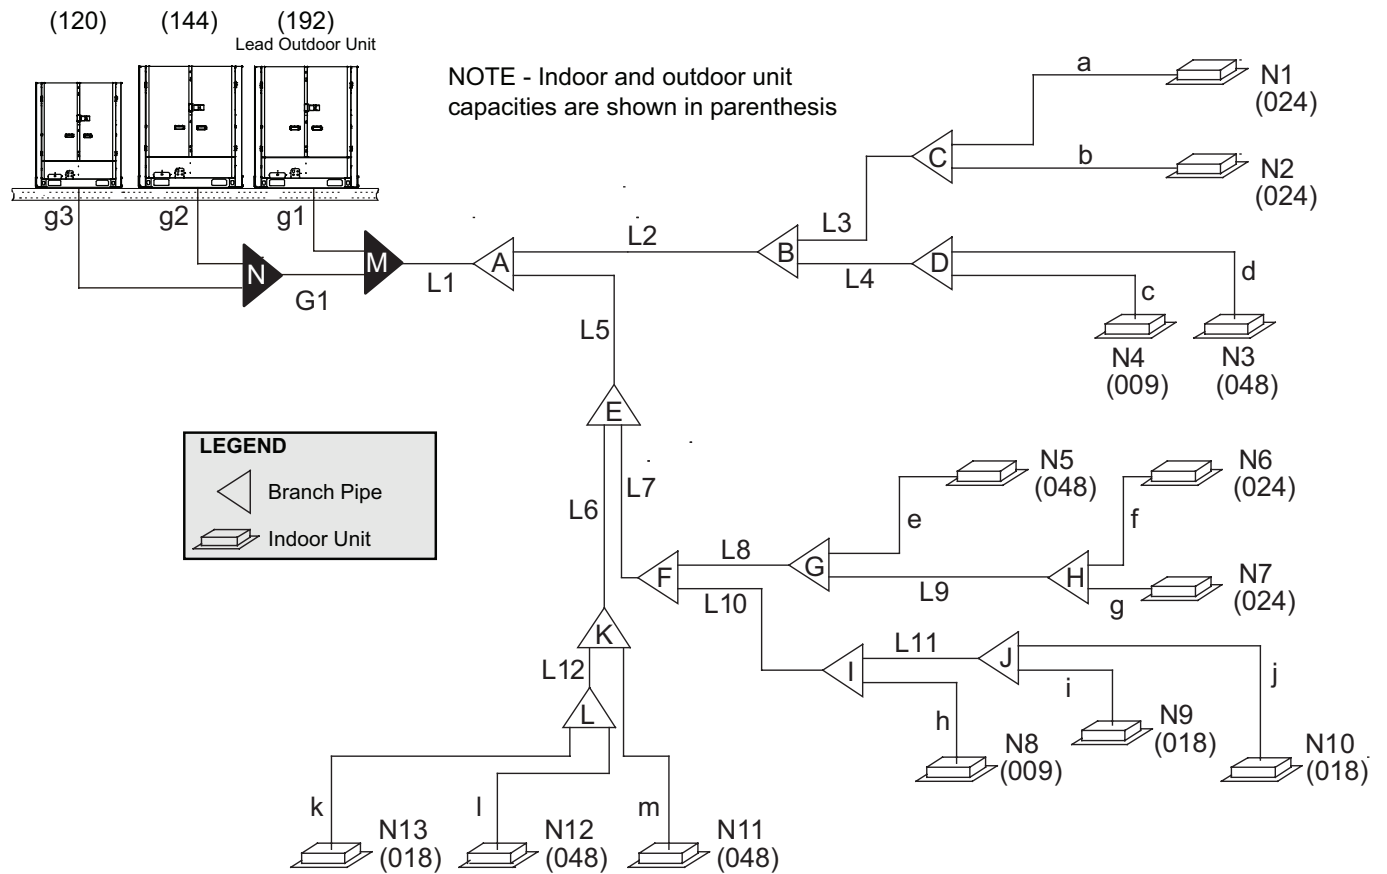 (120)
(144)
(192)
Lead Outdoor Unit
NOTE - Indoor and outdoor unit
capacities are shown in parenthesis
a
N1
(024)
C
b
N2
(024)
g3
g2
g1
N
M
G1
L1
A
L2
B
L3
L4
D
d
c
N4
(009)
N3
(048)
L5
E
LEGEND
Branch Pipe
Indoor Unit
L6
L7
F
L8
G
e
N5
(048)
L9
H
f
N6
(024)
g
N7
(024)
L10
I
L11
J
j
i
h
N8
(009)
N9
(018)
N10
(018)
K
L12
L
k
l
m
N13
(018)
N12
(048)
N11
(048)